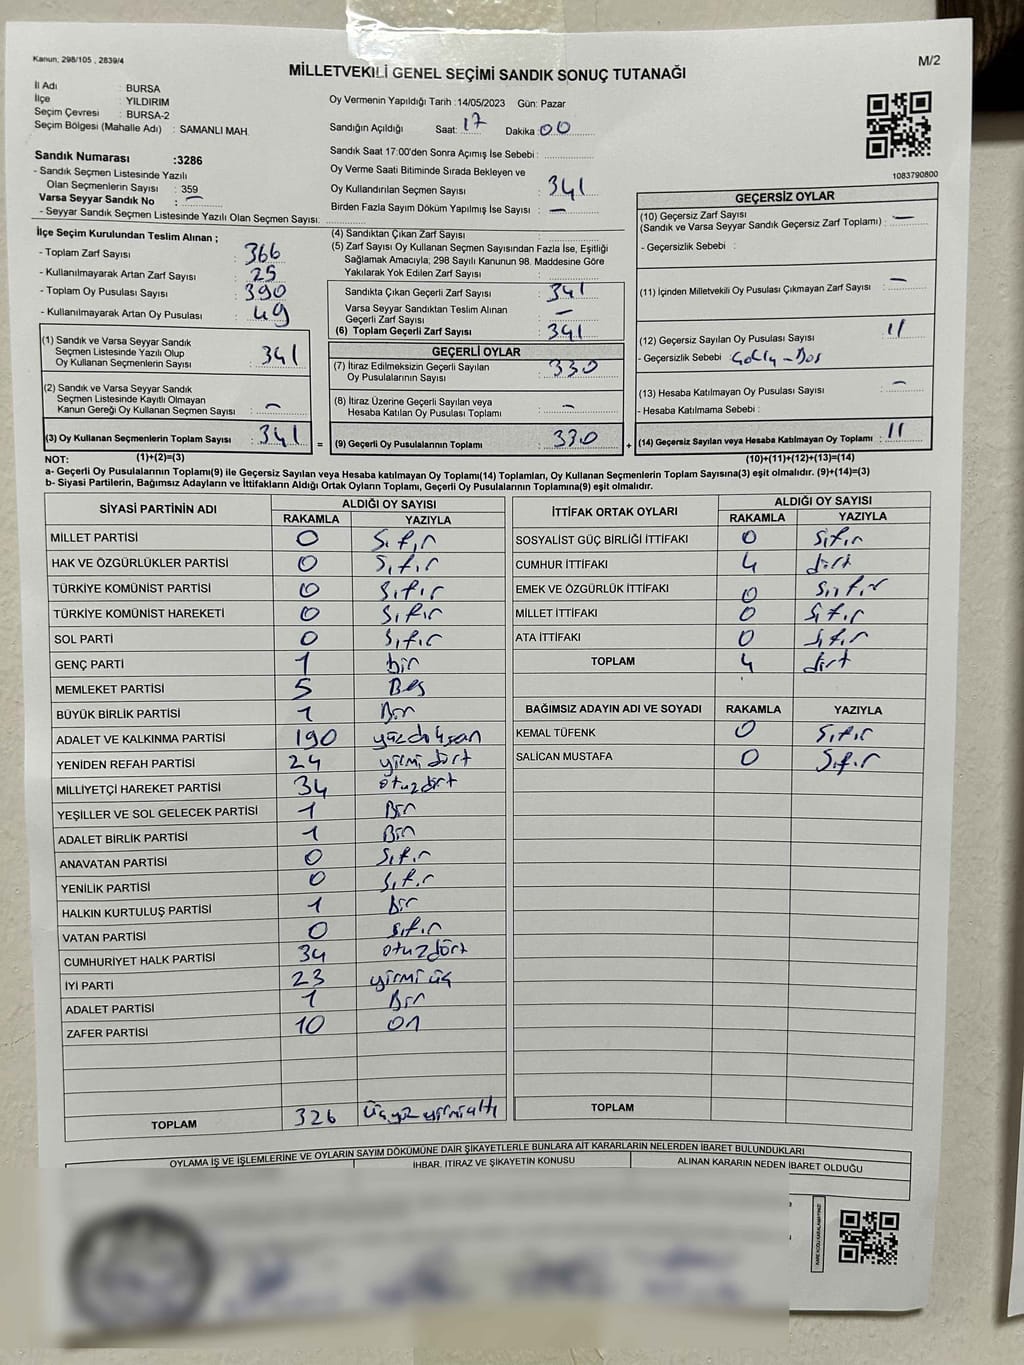 Kanun: 298/105 , 2839/4
M/2
MİLLETVEKİLİ GENEL SEÇİMİ SANDIK SONUÇ TUTANAĞI
İl Adı : BURSA
İlçe : YILDIRIM
Seçim Çevresi : BURSA-2
Seçim Bölgesi (Mahalle Adı) : SAMANLI MAH.
Oy Vermenin Yapıldığı Tarih :14/05/2023 Gün: Pazar
Sandığın Açıldığı Saat: 17 Dakika 00
Sandık Saat 17:00'den Sonra Açımış İse Sebebi :
Oy Verme Saati Bitiminde Sırada Bekleyen ve
Oy Kullandırılan Seçmen Sayısı : 341
Birden Fazla Sayım Döküm Yapılmış İse Sayısı : –
1083790800
Sandık Numarası :3286
- Sandık Seçmen Listesinde Yazılı
Olan Seçmenlerin Sayısı : 359
Varsa Seyyar Sandık No : –
- Seyyar Sandık Seçmen Listesinde Yazılı Olan Seçmen Sayısı:
İlçe Seçim Kurulundan Teslim Alınan ;
- Toplam Zarf Sayısı : 366
- Kullanılmayarak Artan Zarf Sayısı : 25
- Toplam Oy Pusulası Sayısı : 390
- Kullanılmayarak Artan Oy Pusulası : 49
(1) Sandık ve Varsa Seyyar Sandık
Seçmen Listesinde Yazılı Olup
Oy Kullanan Seçmenlerin Sayısı : 341
(2) Sandık ve Varsa Seyyar Sandık
Seçmen Listesinde Kayıtlı Olmayan
Kanun Gereği Oy Kullanan Seçmen Sayısı : –
(3) Oy Kullanan Seçmenlerin Toplam Sayısı : 341 =
(4) Sandıktan Çıkan Zarf Sayısı :
(5) Zarf Sayısı Oy Kullanan Seçmen Sayısından Fazla İse, Eşitliği
Sağlamak Amacıyla; 298 Sayılı Kanunun 98. Maddesine Göre
Yakılarak Yok Edilen Zarf Sayısı :
Sandıkta Çıkan Geçerli Zarf Sayısı : 341
Varsa Seyyar Sandıktan Teslim Alınan
Geçerli Zarf Sayısı : –
(6) Toplam Geçerli Zarf Sayısı : 341
GEÇERLİ OYLAR
(7) İtiraz Edilmeksizin Geçerli Sayılan
Oy Pusulalarının Sayısı : 330
(8) İtiraz Üzerine Geçerli Sayılan veya
Hesaba Katılan Oy Pusulası Toplamı : –
(9) Geçerli Oy Pusulalarının Toplamı : 330 +
GEÇERSİZ OYLAR
(10) Geçersiz Zarf Sayısı
(Sandık ve Varsa Seyyar Sandık Geçersiz Zarf Toplamı) : –
- Geçersizlik Sebebi :
(11) İçinden Milletvekili Oy Pusulası Çıkmayan Zarf Sayısı : –
(12) Geçersiz Sayılan Oy Pusulası Sayısı : 11
- Geçersizlik Sebebi :
(13) Hesaba Katılmayan Oy Pusulası Sayısı : –
- Hesaba Katılmama Sebebi :
(14) Geçersiz Sayılan veya Hesaba Katılmayan Oy Toplamı : 11
NOT: (1)+(2)=(3)
(10)+(11)+(12)+(13)=(14)
a- Geçerli Oy Pusulalarının Toplamı(9) ile Geçersiz Sayılan veya Hesaba katılmayan Oy Toplamı(14) Toplamları, Oy Kullanan Seçmenlerin Toplam Sayısına(3) eşit olmalıdır. (9)+(14)=(3)
b- Siyasi Partilerin, Bağımsız Adayların ve İttifakların Aldığı Ortak Oyların Toplamı, Geçerli Oy Pusulalarının Toplamına(9) eşit olmalıdır.
SİYASİ PARTİNİN ADI ALDIĞI OY SAYISI
RAKAMLA YAZIYLA
MİLLET PARTİSİ 0 Sıfır
HAK VE ÖZGÜRLÜKLER PARTİSİ 0 Sıfır
TÜRKİYE KOMÜNİST PARTİSİ 0 Sıfır
TÜRKİYE KOMÜNİST HAREKETİ 0 Sıfır
SOL PARTİ 0 Sıfır
GENÇ PARTİ 1 bir
MEMLEKET PARTİSİ 5 Beş
BÜYÜK BİRLİK PARTİSİ 1 Bir
ADALET VE KALKINMA PARTİSİ 190 yüzdoksan
YENİDEN REFAH PARTİSİ 24 yirmi dört
MİLLİYETÇİ HAREKET PARTİSİ 34 otuzdört
YEŞİLLER VE SOL GELECEK PARTİSİ 1 Bir
ADALET BİRLİK PARTİSİ 1 Bir
ANAVATAN PARTİSİ 0 Sıfır
YENİLİK PARTİSİ 0 Sıfır
HALKIN KURTULUŞ PARTİSİ 1 Bir
VATAN PARTİSİ 0 sıfır
CUMHURİYET HALK PARTİSİ 34 otuzdört
İYİ PARTİ 23 yirmi üç
ADALET PARTİSİ 1 Bir
ZAFER PARTİSİ 10 on
TOPLAM 326 üçyüz yirmialtı
İTTİFAK ORTAK OYLARI ALDIĞI OY SAYISI
RAKAMLA YAZIYLA
SOSYALİST GÜÇ BİRLİĞİ İTTİFAKI 0 Sıfır
CUMHUR İTTİFAKI 4 dört
EMEK VE ÖZGÜRLÜK İTTİFAKI 0 Sıfır
MİLLET İTTİFAKI 0 Sıfır
ATA İTTİFAKI 0 Sıfır
TOPLAM 4 dört
BAĞIMSIZ ADAYIN ADI VE SOYADI RAKAMLA YAZIYLA
KEMAL TÜFENK 0 Sıfır
SALİCAN MUSTAFA 0 Sıfır
TOPLAM
OYLAMA İŞ VE İŞLEMLERİNE VE OYLARIN SAYIM DÖKÜMÜNE DAİR ŞİKAYETLERLE BUNLARA AİT KARARLARIN NELERDEN İBARET BULUNDUKLARI
İHBAR, İTİRAZ VE ŞİKAYETİN KONUSU
ALINAN KARARIN NEDEN İBARET OLDUĞU